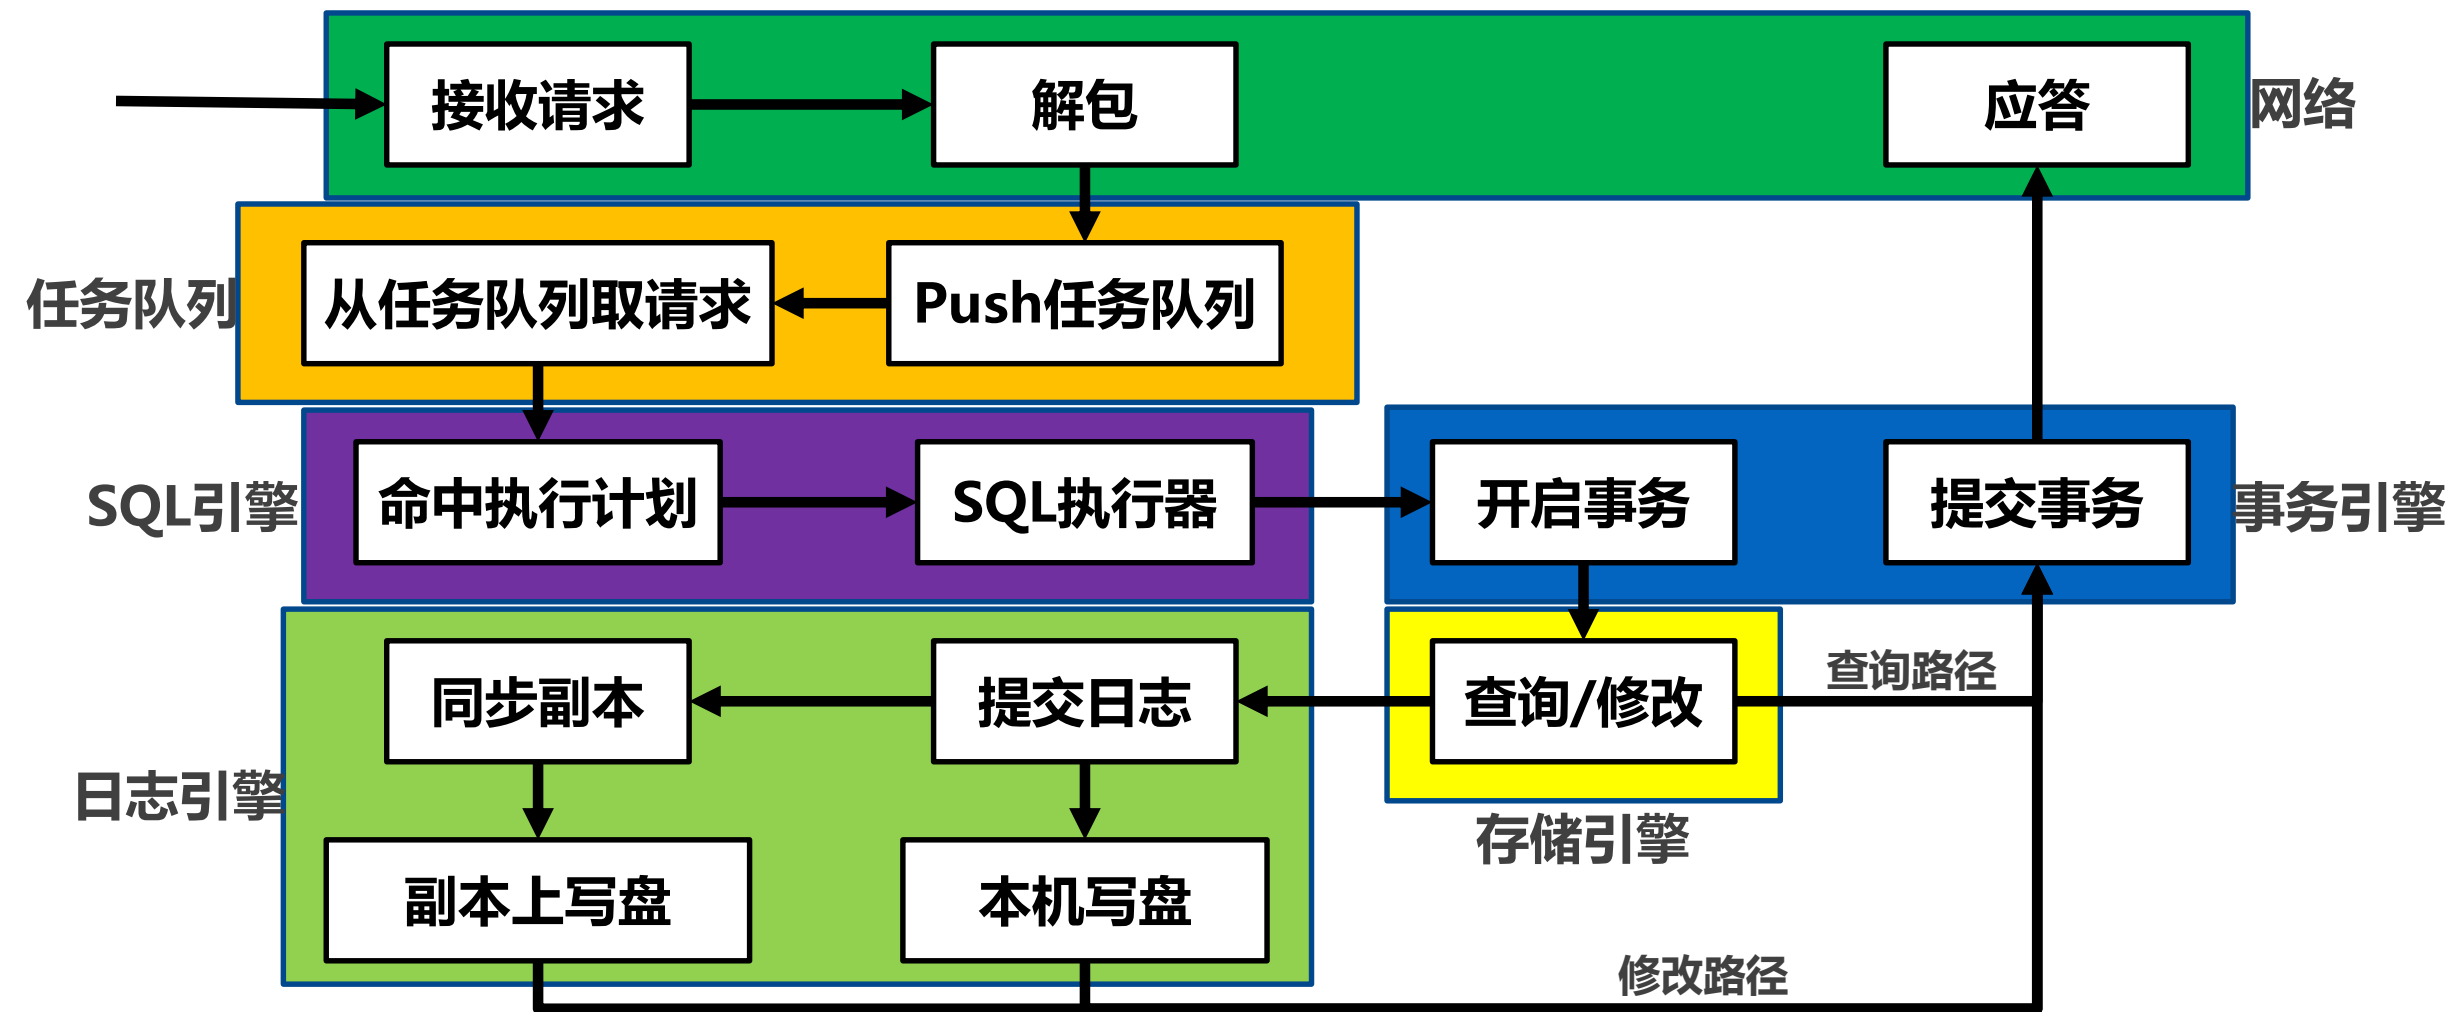 接收请求
解包
应答
网络
任务队列
从任务队列取请求
Push任务队列
SQL引擎
命中执行计划
SQL执行器
开启事务
提交事务
事务引擎
同步副本
提交日志
查询/修改
查询路径
日志引擎
存储引擎
副本上写盘
本机写盘
修改路径